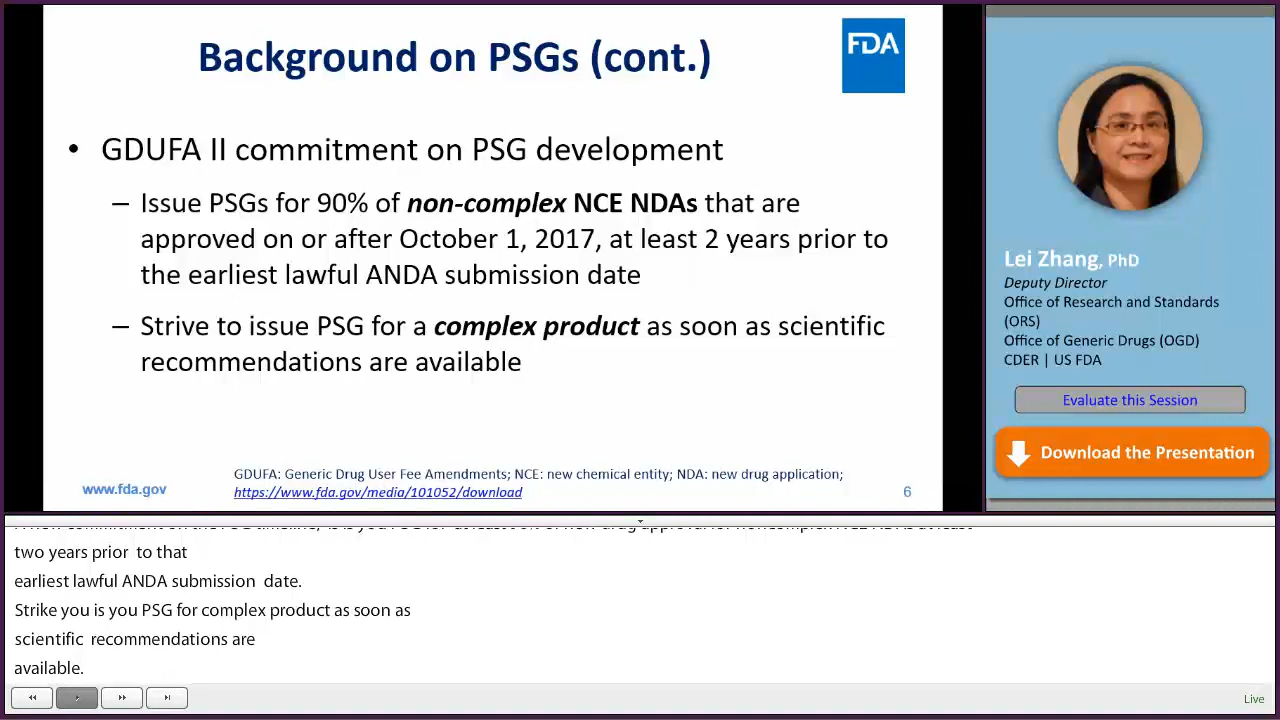 Background on PSGs (cont.)
FDA
• GDUFA II commitment on PSG development
– Issue PSGs for 90% of non-complex NCE NDAs that are
approved on or after October 1, 2017, at least 2 years prior to
the earliest lawful ANDA submission date
– Strive to issue PSG for a complex product as soon as scientific
recommendations are available
GDUFA: Generic Drug User Fee Amendments; NCE: new chemical entity; NDA: new drug application;
https://www.fda.gov/media/101052/download
www.fda.gov
6
Lei Zhang, PhD
Deputy Director
Office of Research and Standards
(ORS)
Office of Generic Drugs (OGD)
CDER | US FDA
Evaluate this Session
Download the Presentation
two years prior to that
earliest lawful ANDA submission date.
Strike you is you PSG for complex product as soon as
scientific recommendations are
available.
Live